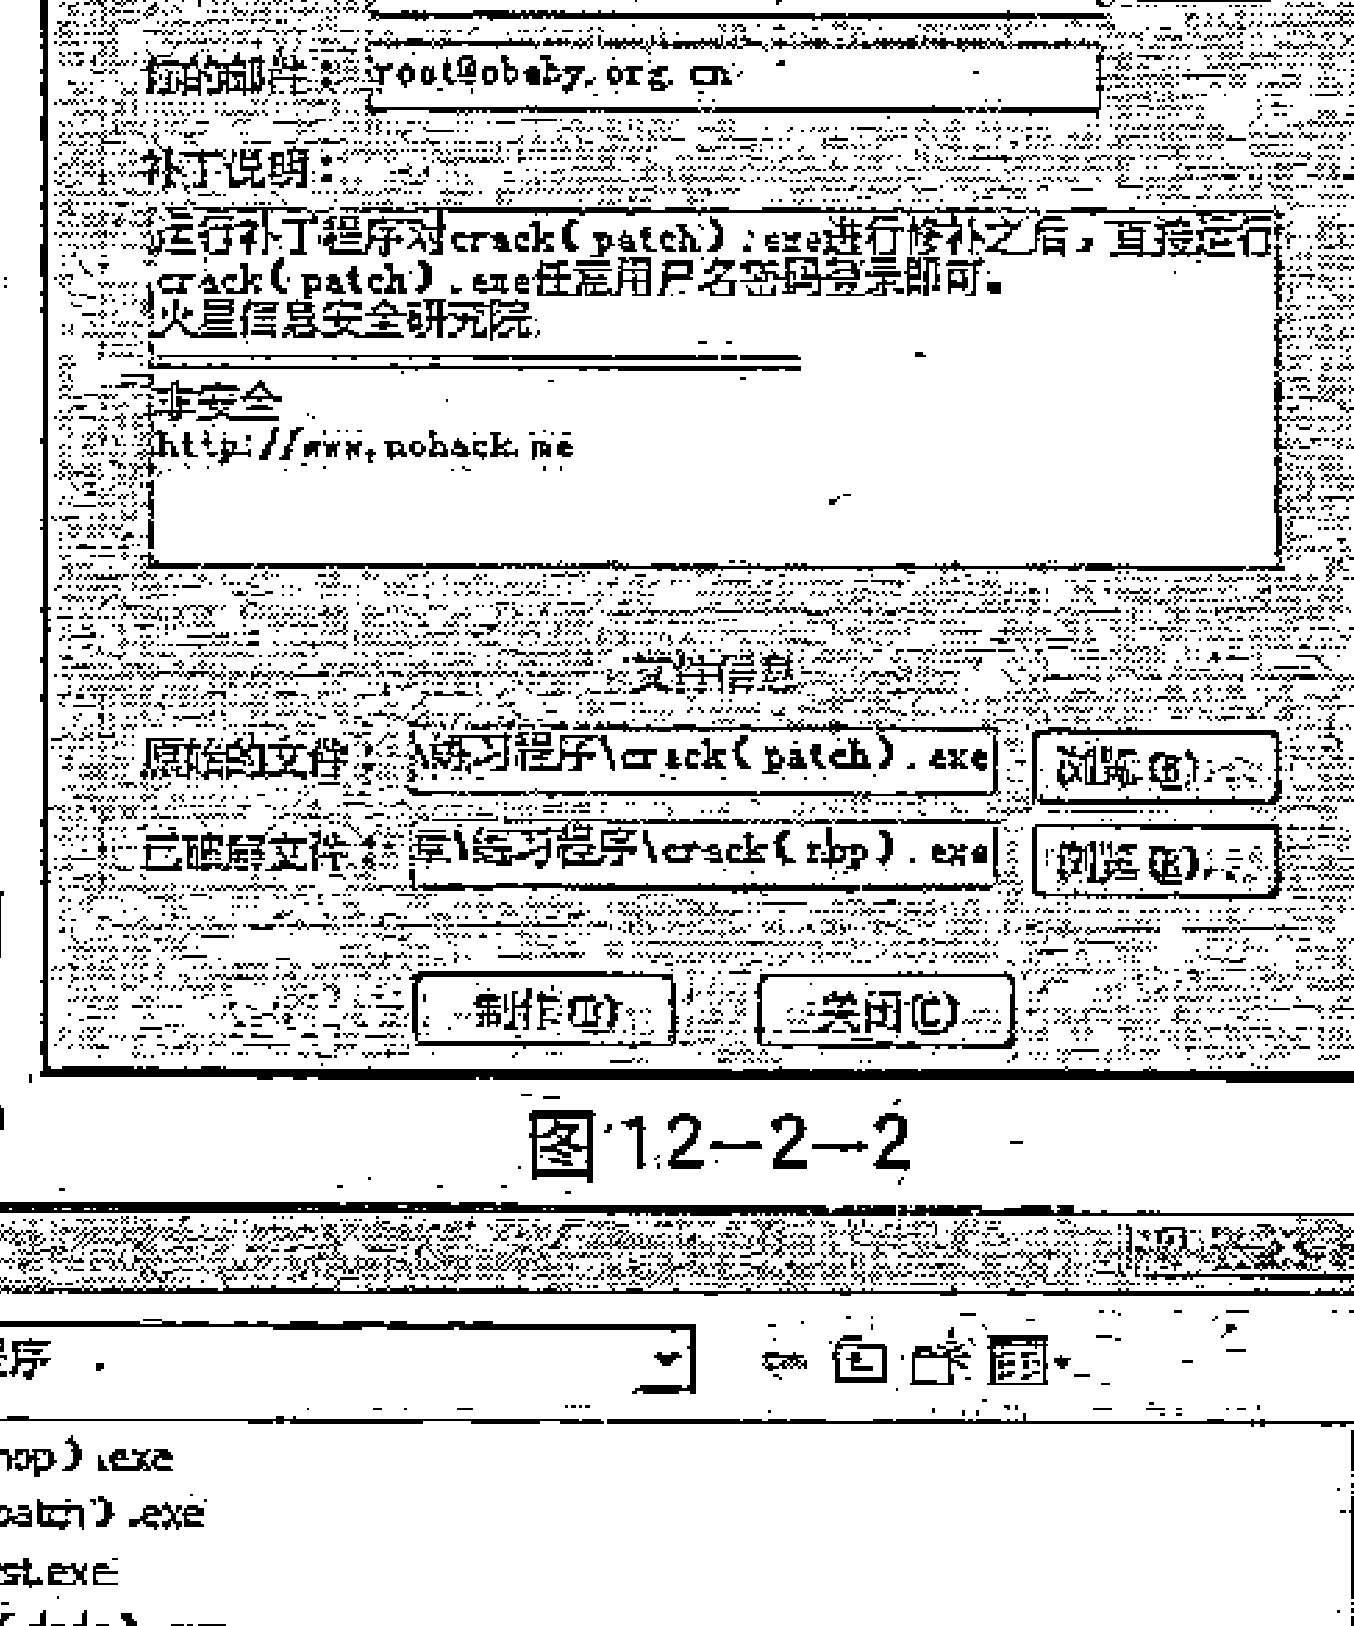 你的邮件：root@obaby.org.cn
补丁说明：
运行补丁程序对crack(patch).exe进行修补之后，直接运行
crack(patch).exe任意用户名密码登录即可。
火星信息安全研究院
非安全
http://www.nohack.me
文件信息
原始的文件：\练习程序\crack(patch).exe 浏览(B)...
已破解文件：章\练习程序\crack(nop).exe 浏览(E)...
制作 关闭(C)
图 12-2-2
程序
nop).exe
patch).exe
st.exe